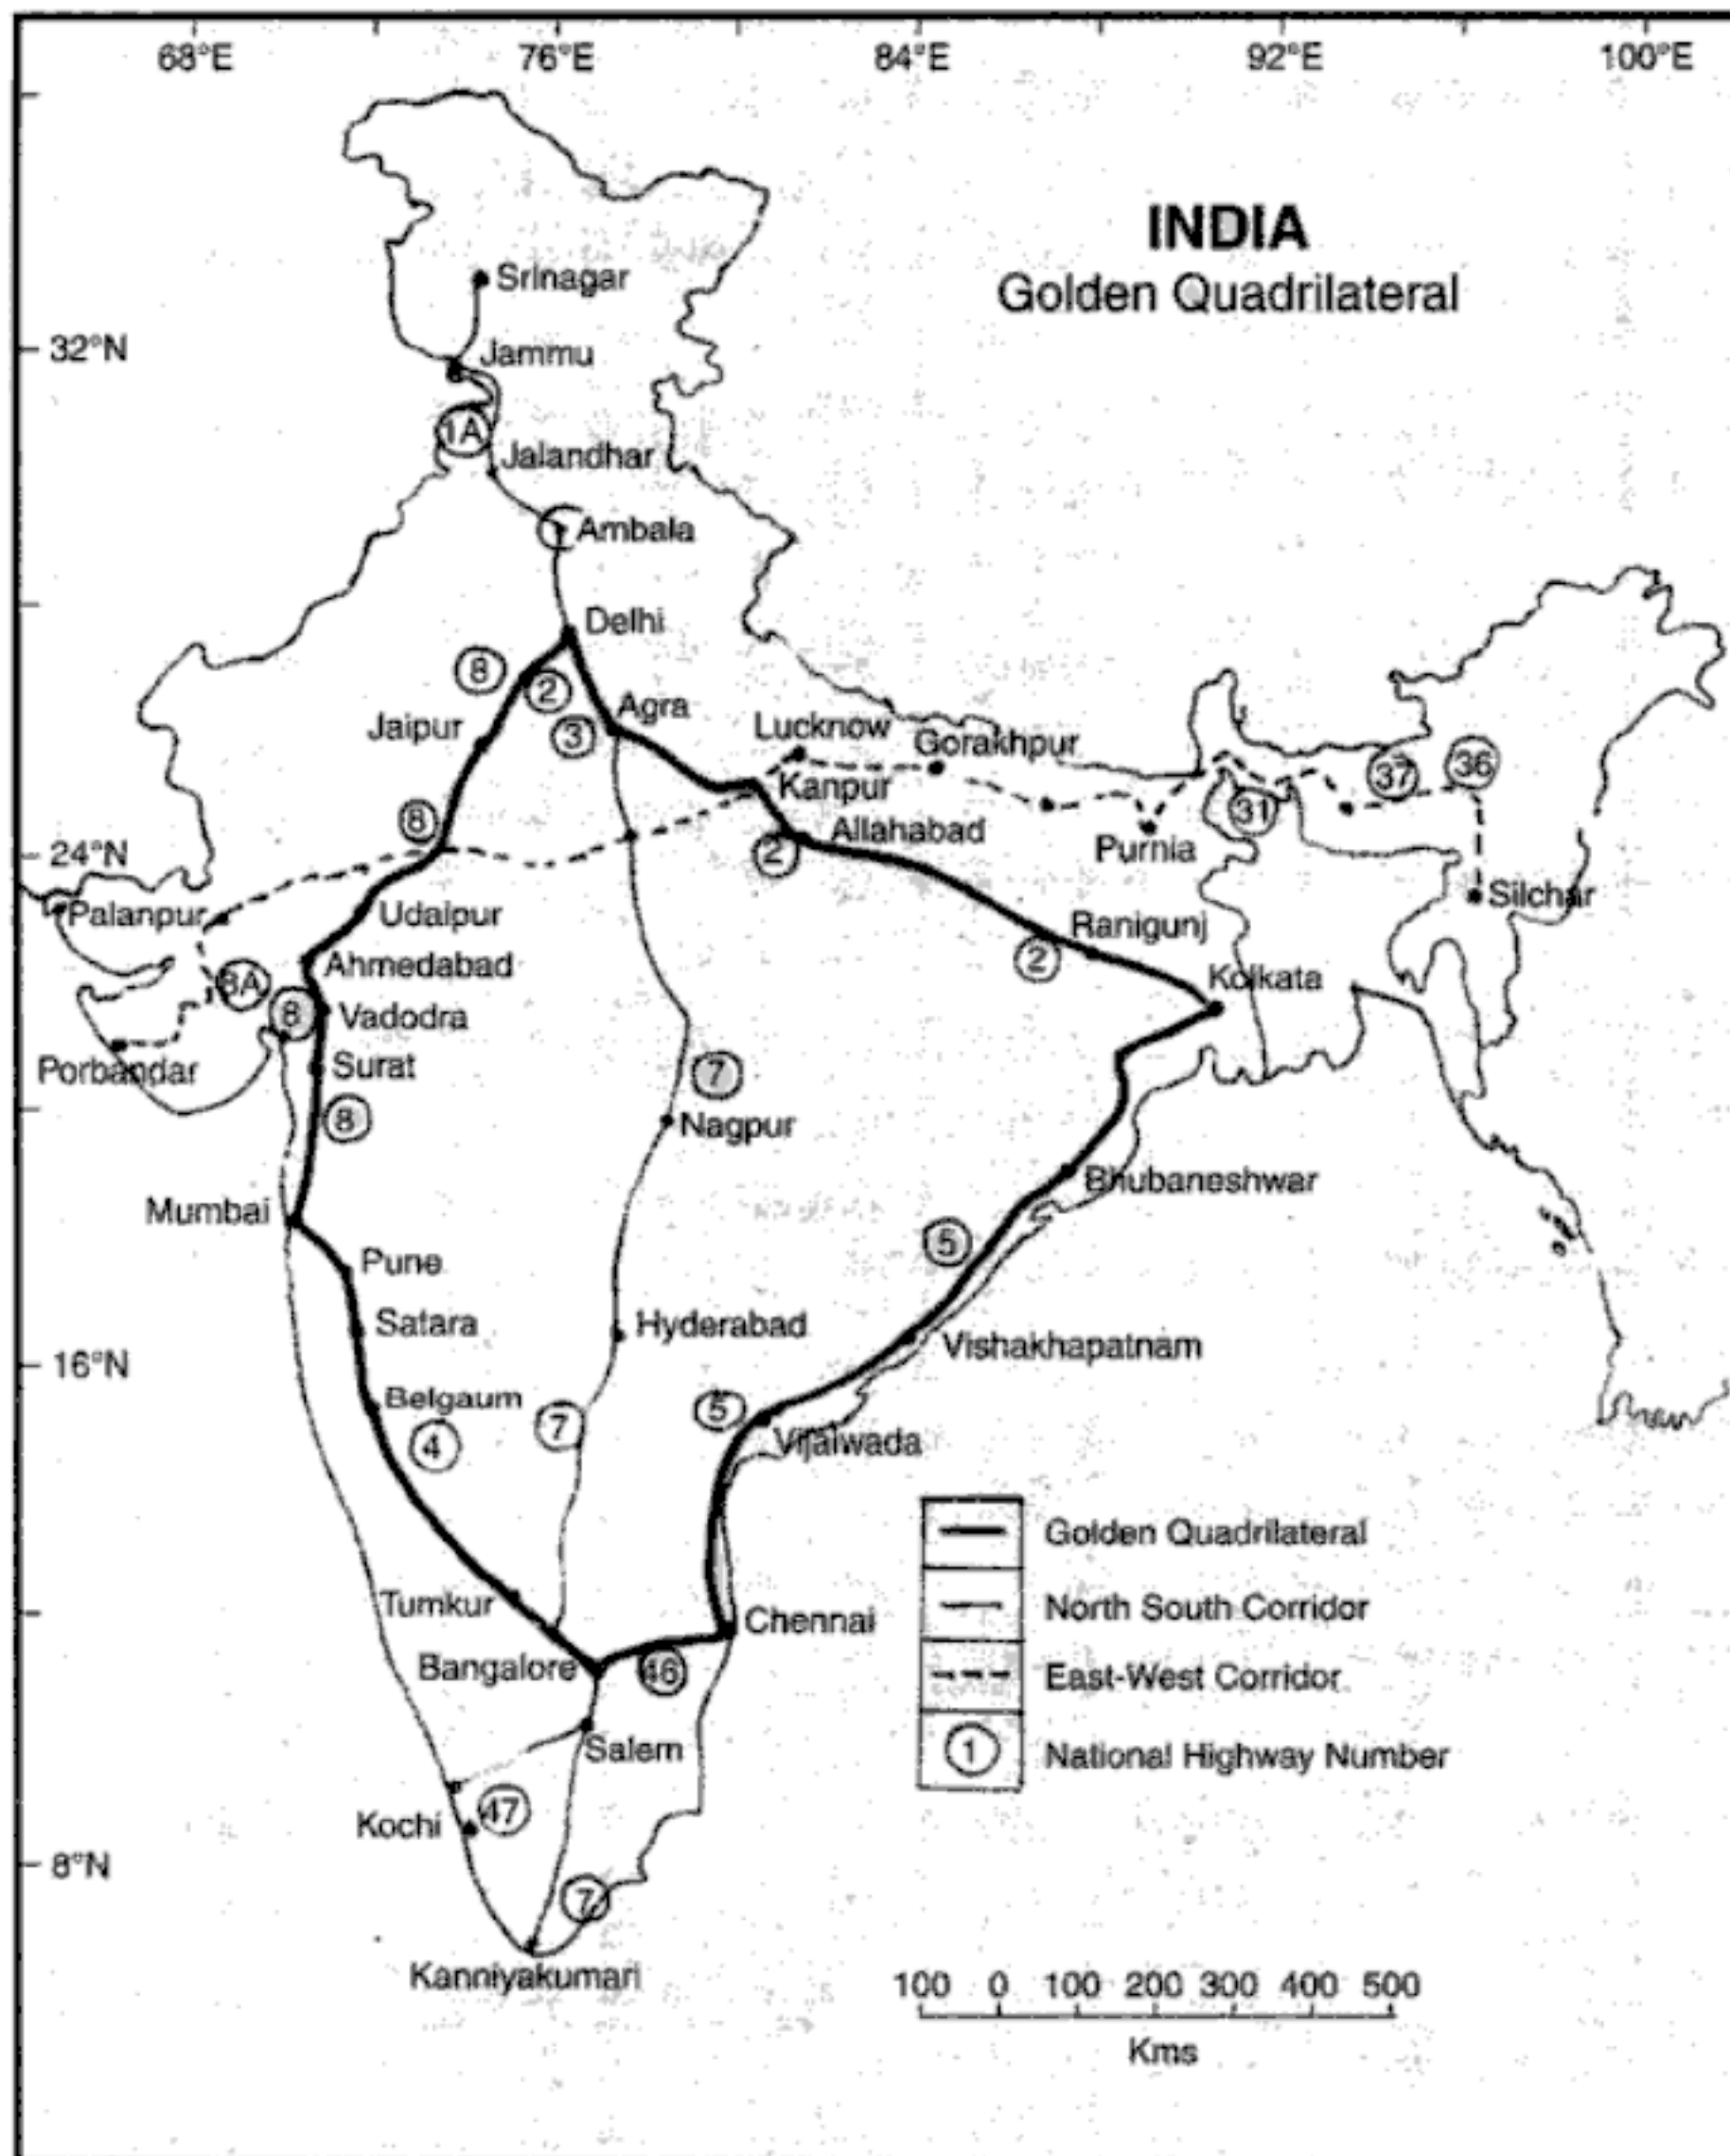 68°E 76°E 84°E 92°E 100°E
INDIA
Golden Quadrilateral
Srinagar
32°N
Jammu
1A
Jalandhar
Ambala
Delhi
8
2
Agra
3
Jaipur
Lucknow
Gorakhpur
37
36
Kanpur
31
8
Allahabad
2
Purnia
24°N
Silchar
Palanpur
Udaipur
Ranigunj
2
Ahmedabad
Kolkata
8A
8
Vadodra
Porbandar
Surat
7
8
Nagpur
Bhubaneshwar
Mumbai
5
Pune
Satara
Hyderabad
Vishakhapatnam
16°N
Belgaum
5
7
4
Vijaiwada
Golden Quadrilateral
Tumkur
North South Corridor
Chennai
Bangalore
46
East-West Corridor
Salem
1 National Highway Number
47
Kochi
8°N
7
Kanniyakumari
100 0 100 200 300 400 500
Kms